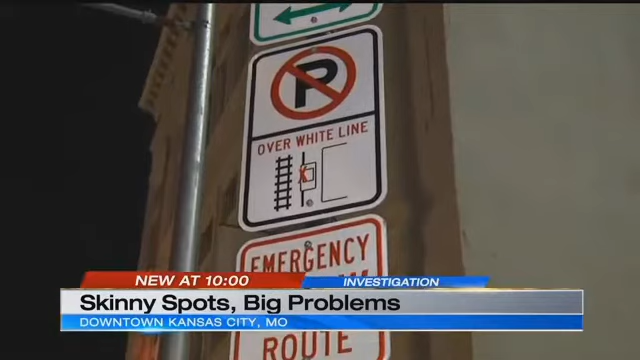 P
OVER WHITE LINE
X
EMERGENCY
NEW AT 10:00
INVESTIGATION
Skinny Spots, Big Problems
DOWNTOWN KANSAS CITY, MO
ROUTE